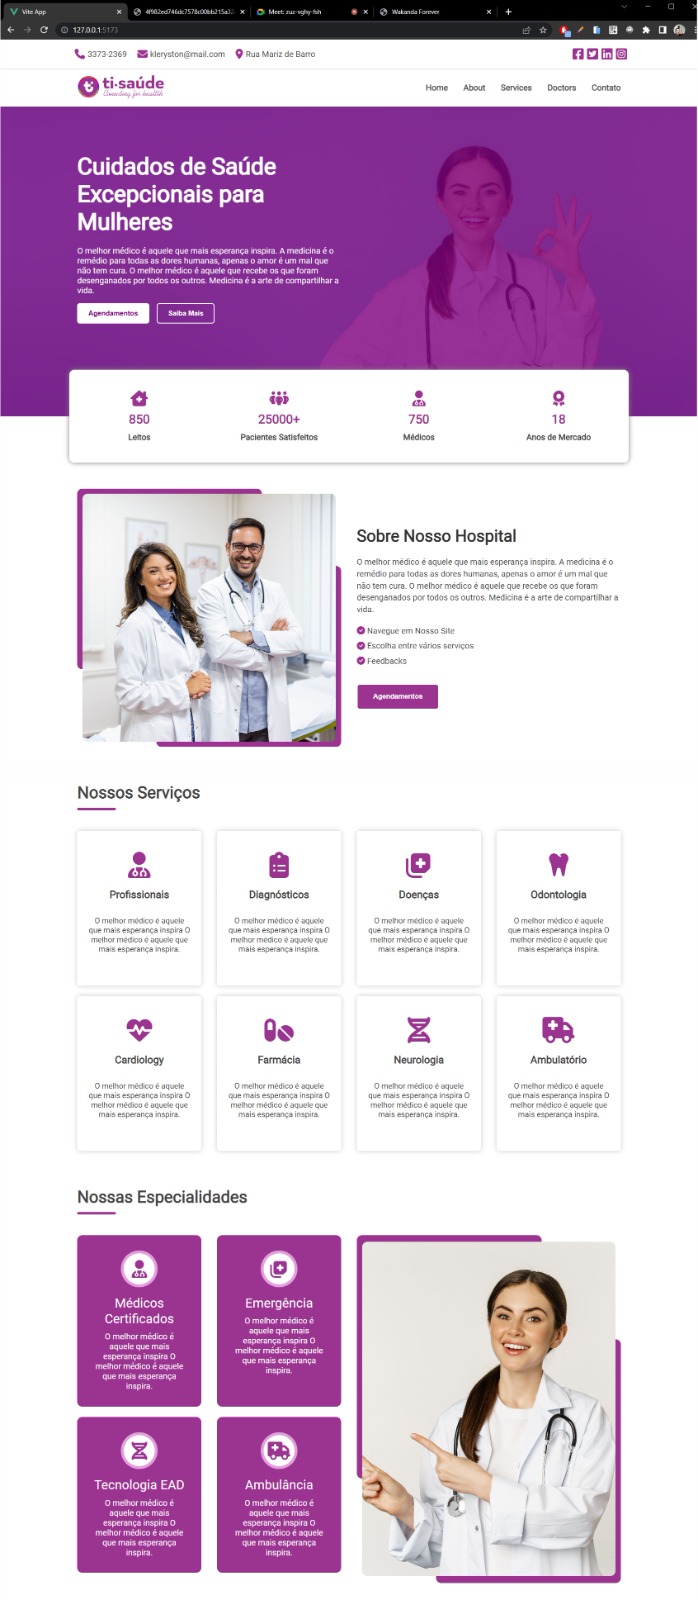 Vite App
4f982ed746dc7578c00bb215a3
Meet: zuz-vghy-fsh
Wakanda Forever
127.0.0.1:5173
3373-2369 kleryston@mail.com Rua Mariz de Barro
ti·saúde
Conecting for health
Home About Services Doctors Contato
Cuidados de Saúde
Excepcionais para
Mulheres
O melhor médico é aquele que mais esperança inspira. A medicina é o
remédio para todas as dores humanas, apenas o amor é um mal que
não tem cura. O melhor médico é aquele que recebe os que foram
desenganados por todos os outros. Medicina é a arte de compartilhar a
vida.
Agendamentos Saiba Mais
850 25000+ 750 18
Leitos Pacientes Satisfeitos Médicos Anos de Mercado
Sobre Nosso Hospital
O melhor médico é aquele que mais esperança inspira. A medicina é o
remédio para todas as dores humanas, apenas o amor é um mal que
não tem cura. O melhor médico é aquele que recebe os que foram
desenganados por todos os outros. Medicina é a arte de compartilhar a
vida.
Navegue em Nosso Site
Escolha entre vários serviços
Feedbacks
Agendamentos
Nossos Serviços
Profissionais
O melhor médico é aquele
que mais esperança inspira O
melhor médico é aquele que
mais esperança inspira.
Diagnósticos
O melhor médico é aquele
que mais esperança inspira O
melhor médico é aquele que
mais esperança inspira.
Doenças
O melhor médico é aquele
que mais esperança inspira O
melhor médico é aquele que
mais esperança inspira.
Odontologia
O melhor médico é aquele
que mais esperança inspira O
melhor médico é aquele que
mais esperança inspira.
Cardiology
O melhor médico é aquele
que mais esperança inspira O
melhor médico é aquele que
mais esperança inspira.
Farmácia
O melhor médico é aquele
que mais esperança inspira O
melhor médico é aquele que
mais esperança inspira.
Neurologia
O melhor médico é aquele
que mais esperança inspira O
melhor médico é aquele que
mais esperança inspira.
Ambulatório
O melhor médico é aquele
que mais esperança inspira O
melhor médico é aquele que
mais esperança inspira.
Nossas Especialidades
Médicos
Certificados
O melhor médico é
aquele que mais
esperança inspira O
melhor médico é aquele
que mais esperança
inspira.
Emergência
O melhor médico é
aquele que mais
esperança inspira O
melhor médico é aquele
que mais esperança
inspira.
Tecnologia EAD
O melhor médico é
aquele que mais
esperança inspira O
melhor médico é aquele
que mais esperança
inspira.
Ambulância
O melhor médico é
aquele que mais
esperança inspira O
melhor médico é aquele
que mais esperança
inspira.